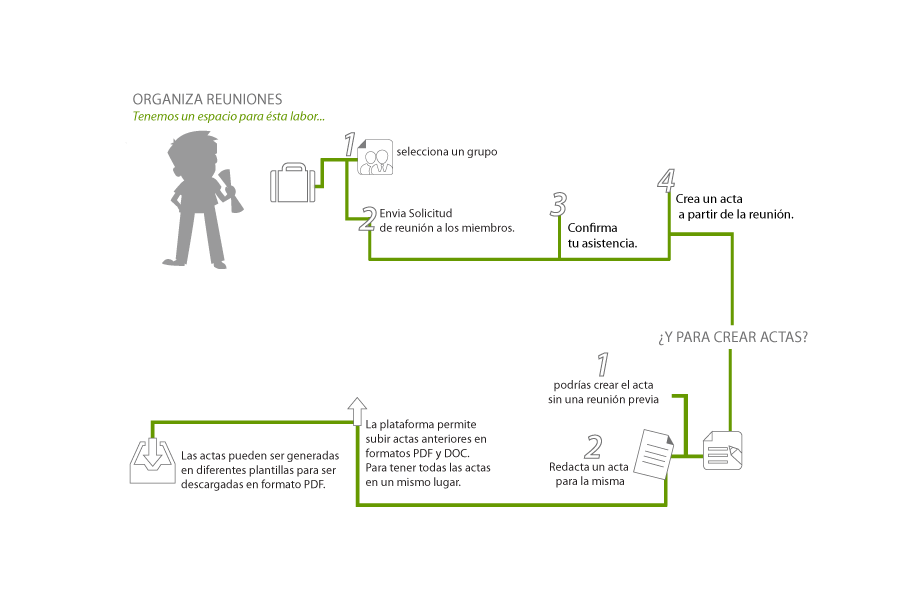 ORGANIZA REUNIONES
Tenemos un espacio para ésta labor...
1
selecciona un grupo
2
Envia Solicitud
de reunión a los miembros.
3
Confirma
tu asistencia.
4
Crea un acta
a partir de la reunión.
¿Y PARA CREAR ACTAS?
1
podrías crear el acta
sin una reunión previa
2
Redacta un acta
para la misma
La plataforma permite
subir actas anteriores en
formatos PDF y DOC.
Para tener todas las actas
en un mismo lugar.
Las actas pueden ser generadas
en diferentes plantillas para ser
descargadas en formato PDF.